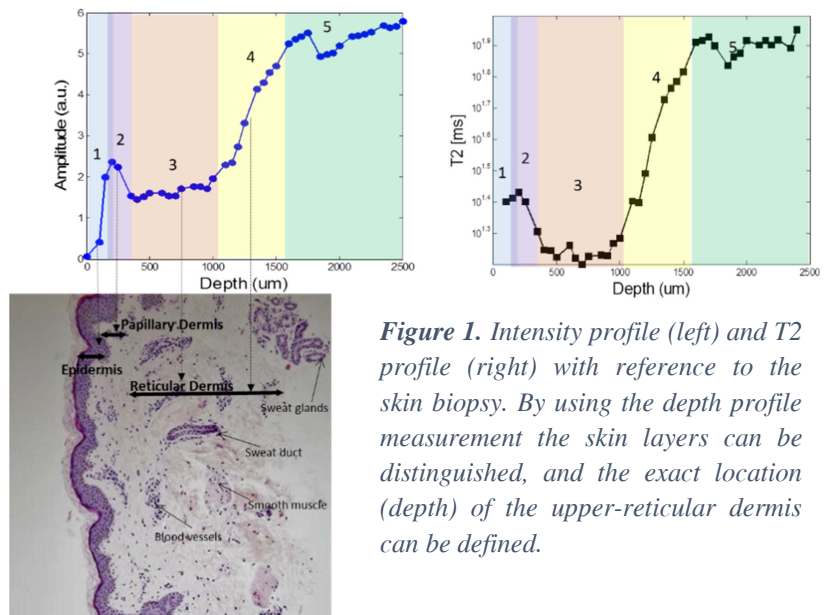 6
5
4
3
2
1
0
Amplitude (a.u.)
1
2
3
4
5
0
500
1000
1500
2000
2500
Depth (um)
10^1.9
10^1.8
10^1.7
10^1.6
10^1.5
10^1.4
10^1.3
T2 [ms]
1
2
3
4
5
0
500
1000
1500
2000
2500
Depth (um)
Papillary Dermis
Epidermis
Reticular Dermis
Sweat glands
Sweat duct
Smooth muscle
Blood vessels
Figure 1. Intensity profile (left) and T2
profile (right) with reference to the
skin biopsy. By using the depth profile
measurement the skin layers can be
distinguished, and the exact location
(depth) of the upper-reticular dermis
can be defined.